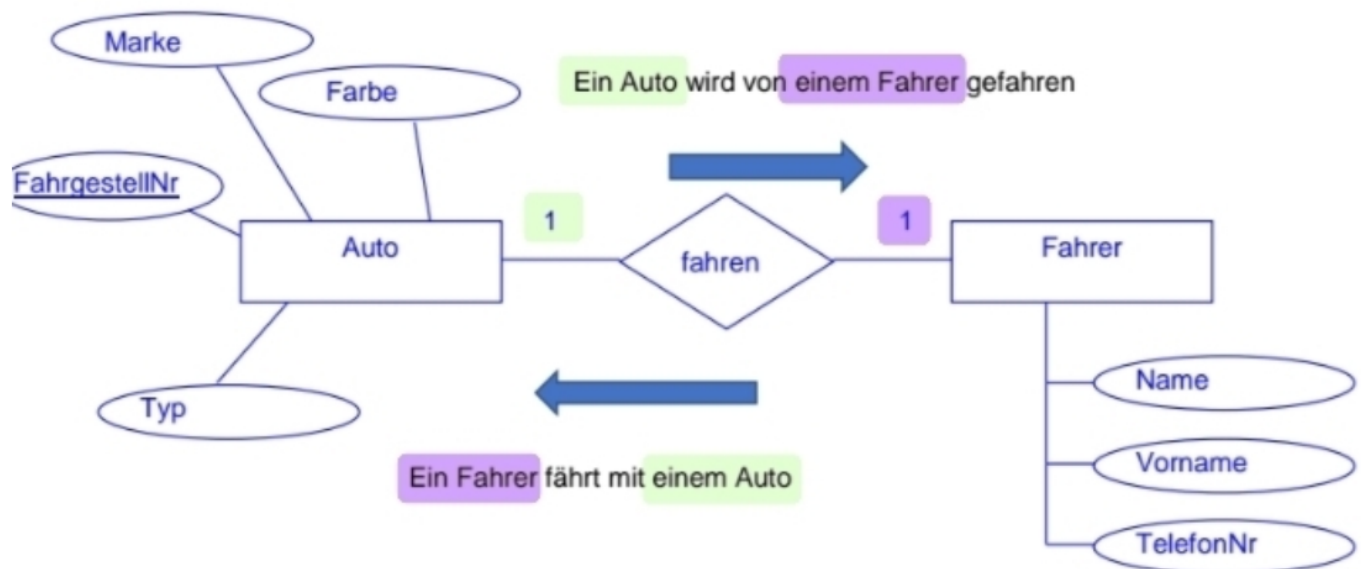 Marke
Farbe
Ein Auto wird von einem Fahrer gefahren
FahrgestellNr
1
1
Auto
fahren
Fahrer
Typ
Name
Ein Fahrer fährt mit einem Auto
Vorname
TelefonNr